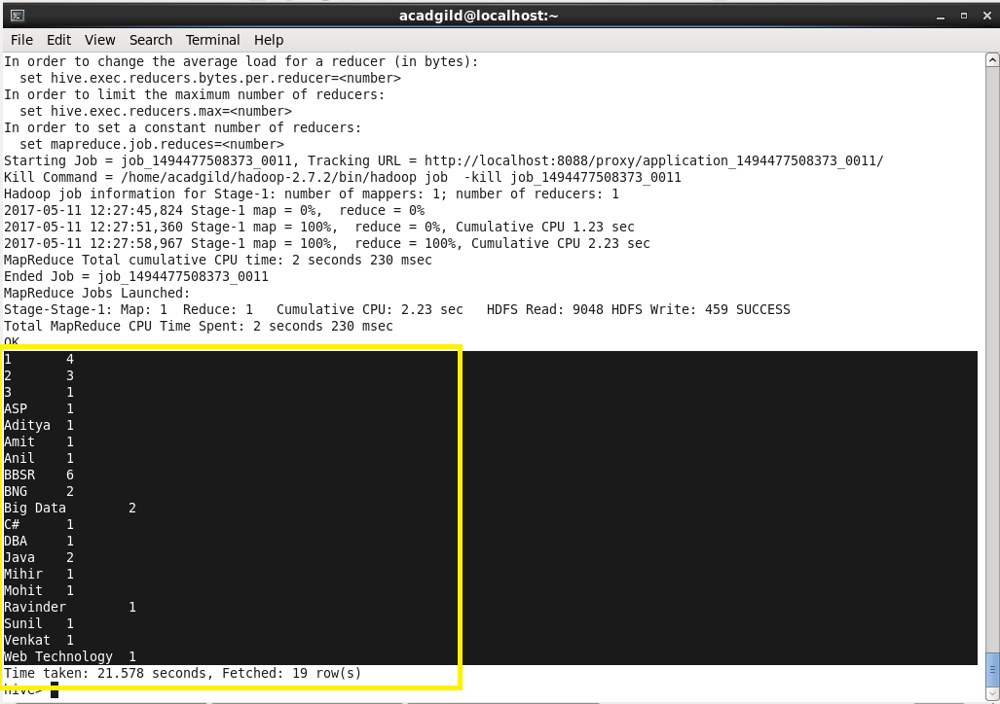 acadgild@localhost:~
File Edit View Search Terminal Help
In order to change the average load for a reducer (in bytes):
  set hive.exec.reducers.bytes.per.reducer=<number>
In order to limit the maximum number of reducers:
  set hive.exec.reducers.max=<number>
In order to set a constant number of reducers:
  set mapreduce.job.reduces=<number>
Starting Job = job_1494477508373_0011, Tracking URL = http://localhost:8088/proxy/application_1494477508373_0011/
Kill Command = /home/acadgild/hadoop-2.7.2/bin/hadoop job  -kill job_1494477508373_0011
Hadoop job information for Stage-1: number of mappers: 1; number of reducers: 1
2017-05-11 12:27:45,824 Stage-1 map = 0%,  reduce = 0%
2017-05-11 12:27:51,360 Stage-1 map = 100%,  reduce = 0%, Cumulative CPU 1.23 sec
2017-05-11 12:27:58,967 Stage-1 map = 100%,  reduce = 100%, Cumulative CPU 2.23 sec
MapReduce Total cumulative CPU time: 2 seconds 230 msec
Ended Job = job_1494477508373_0011
MapReduce Jobs Launched:
Stage-Stage-1: Map: 1  Reduce: 1   Cumulative CPU: 2.23 sec   HDFS Read: 9048 HDFS Write: 459 SUCCESS
Total MapReduce CPU Time Spent: 2 seconds 230 msec
OK
1       4
2       3
3       1
ASP     1
Aditya  1
Amit    1
Anil    1
BBSR    6
BNG     2
Big Data        2
C#      1
DBA     1
Java    2
Mihir   1
Mohit   1
Ravinder        1
Sunil   1
Venkat  1
Web Technology  1
Time taken: 21.578 seconds, Fetched: 19 row(s)
hive>